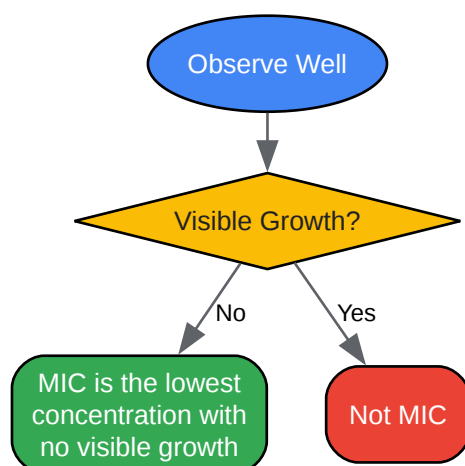 Observe Well
Visible Growth?
No
Yes
MIC is the lowest
concentration with
no visible growth
Not MIC